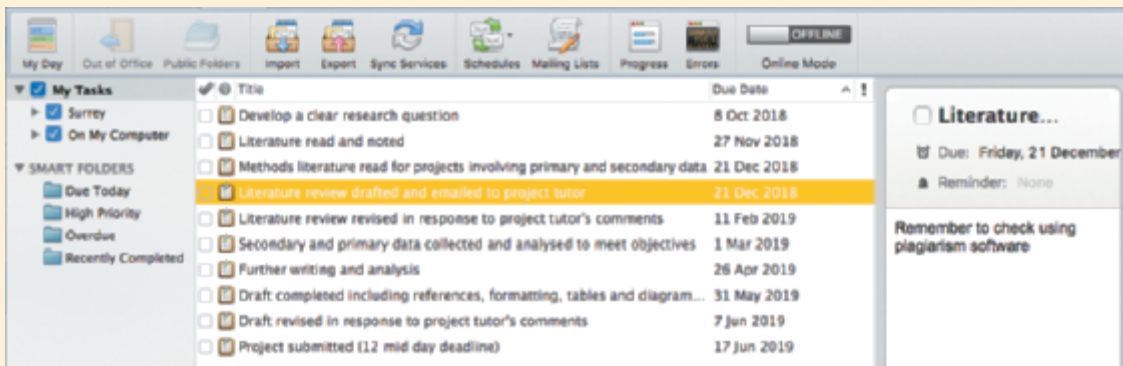 OFFLINE
My Day Out of Office Public Folders Import Export Sync Services Schedules Mailing Lists Progress Errors Online Mode
My Tasks
Surrey
On My Computer
SMART FOLDERS
Due Today
High Priority
Overdue
Recently Completed
Title Due Date !
Develop a clear research question 8 Oct 2018
Literature read and noted 27 Nov 2018
Methods literature read for projects involving primary and secondary data 21 Dec 2018
Literature review drafted and emailed to project tutor 21 Dec 2018
Literature review revised in response to project tutor's comments 11 Feb 2019
Secondary and primary data collected and analysed to meet objectives 1 Mar 2019
Further writing and analysis 26 Apr 2019
Draft completed including references, formatting, tables and diagram... 31 May 2019
Draft revised in response to project tutor's comments 7 Jun 2019
Project submitted (12 mid day deadline) 17 Jun 2019
Literature...
Due: Friday, 21 December
Reminder: None
Remember to check using
plagiarism software